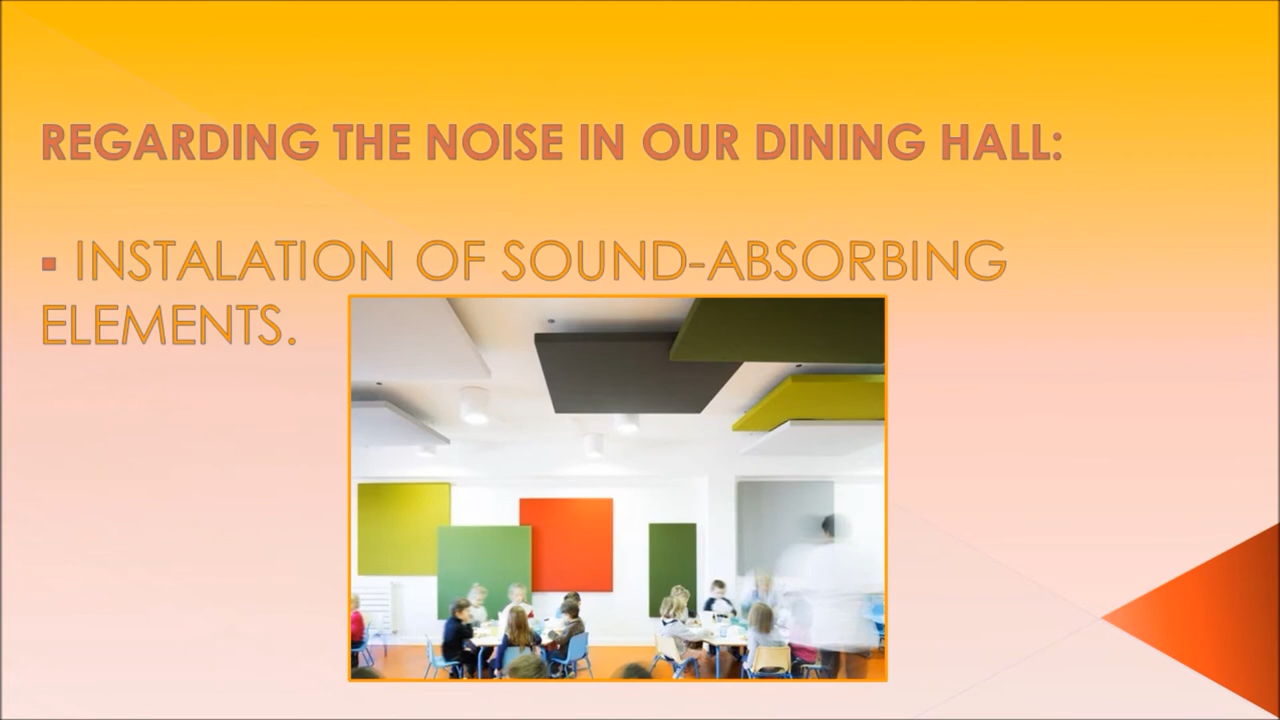 REGARDING THE NOISE IN OUR DINING HALL:
▪ INSTALATION OF SOUND-ABSORBING
ELEMENTS.